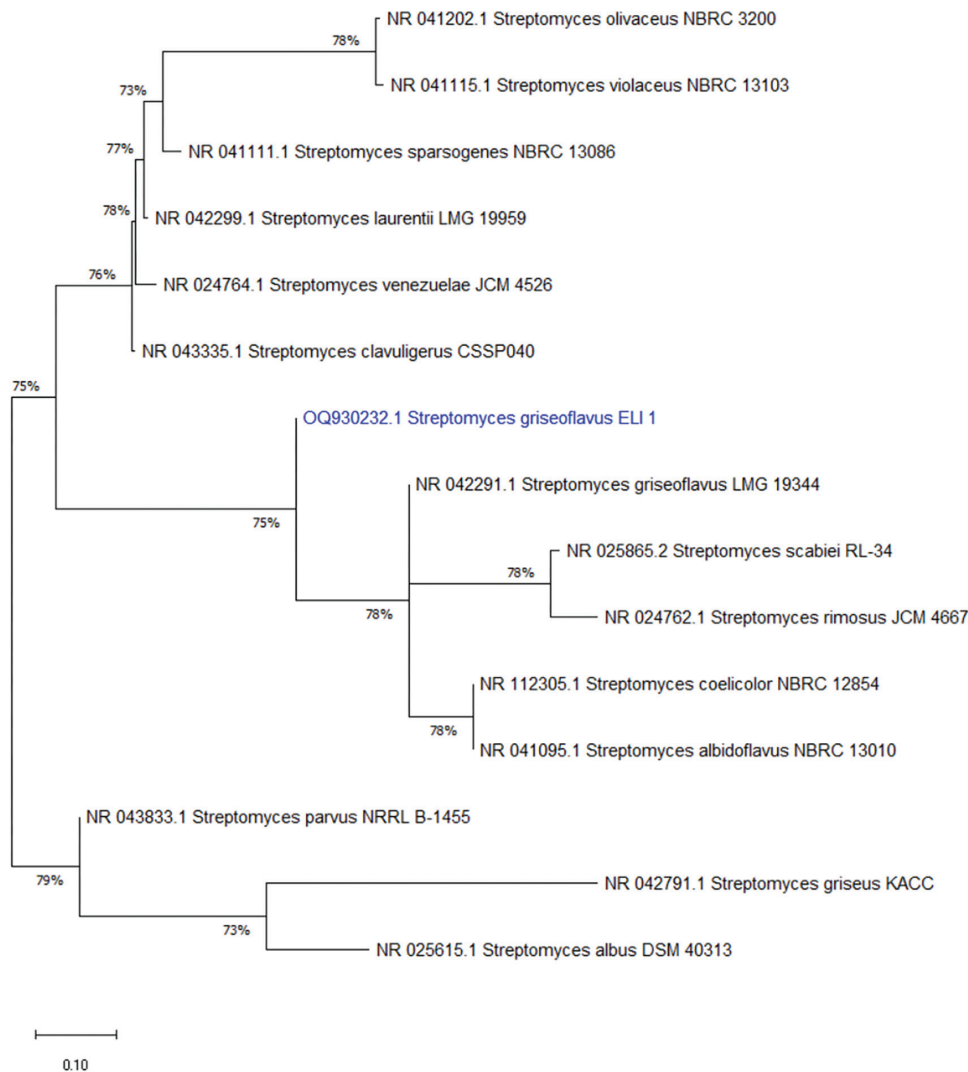 NR 041202.1 Streptomyces olivaceus NBRC 3200
78%
NR 041115.1 Streptomyces violaceus NBRC 13103
73%
77%
NR 041111.1 Streptomyces sparsogenes NBRC 13086
78%
NR 042299.1 Streptomyces laurentii LMG 19959
76%
NR 024764.1 Streptomyces venezuelae JCM 4526
NR 043335.1 Streptomyces clavuligerus CSSP040
75%
OQ930232.1 Streptomyces griseoflavus ELI 1
75%
NR 042291.1 Streptomyces griseoflavus LMG 19344
NR 025865.2 Streptomyces scabiei RL-34
78%
78%
NR 024762.1 Streptomyces rimosus JCM 4667
NR 112305.1 Streptomyces coelicolor NBRC 12854
78%
NR 041095.1 Streptomyces albidoflavus NBRC 13010
NR 043833.1 Streptomyces parvus NRRL B-1455
79%
NR 042791.1 Streptomyces griseus KACC
73%
NR 025615.1 Streptomyces albus DSM 40313
0.10